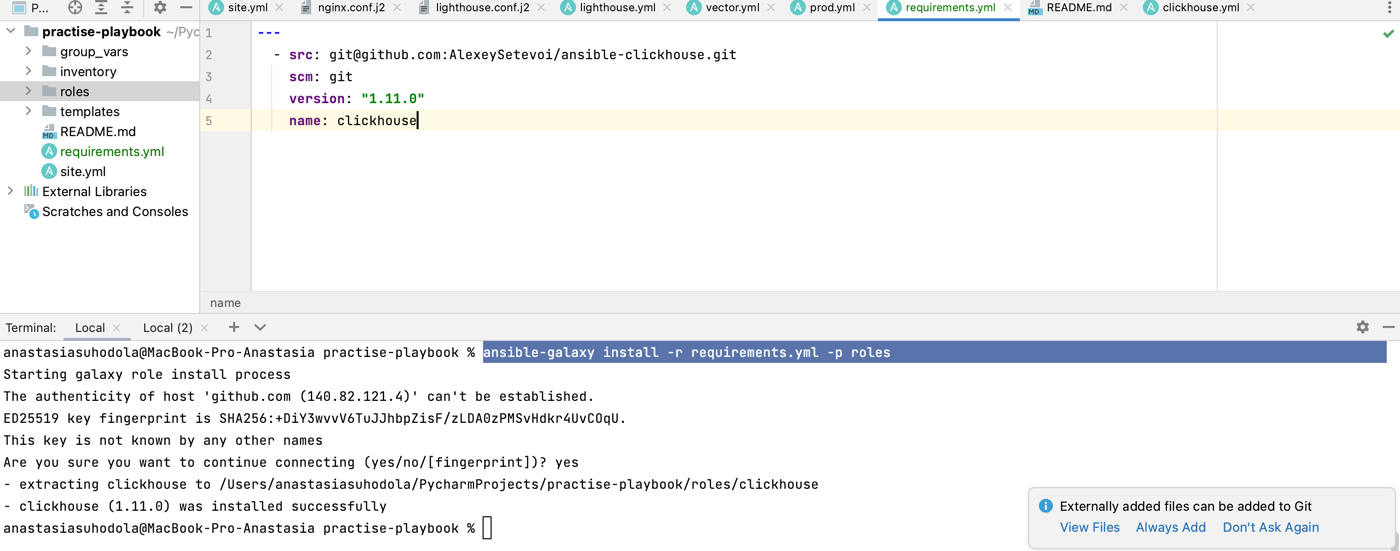 P...
site.yml
nginx.conf.j2
lighthouse.conf.j2
lighthouse.yml
vector.yml
prod.yml
requirements.yml
README.md
clickhouse.yml
practise-playbook ~/Pyc
group_vars
inventory
roles
templates
README.md
requirements.yml
site.yml
External Libraries
Scratches and Consoles
1 ---
2 - src: git@github.com:AlexeySetevoi/ansible-clickhouse.git
3 scm: git
4 version: "1.11.0"
5 name: clickhouse
name
Terminal: Local Local (2)
anastasiasuhodola@MacBook-Pro-Anastasia practise-playbook % ansible-galaxy install -r requirements.yml -p roles
Starting galaxy role install process
The authenticity of host 'github.com (140.82.121.4)' can't be established.
ED25519 key fingerprint is SHA256:+DiY3wvvV6TuJJhbpZisF/zLDA0zPMSvHdkr4UvCOqU.
This key is not known by any other names
Are you sure you want to continue connecting (yes/no/[fingerprint])? yes
- extracting clickhouse to /Users/anastasiasuhodola/PycharmProjects/practise-playbook/roles/clickhouse
- clickhouse (1.11.0) was installed successfully
anastasiasuhodola@MacBook-Pro-Anastasia practise-playbook %
Externally added files can be added to Git
View Files Always Add Don't Ask Again